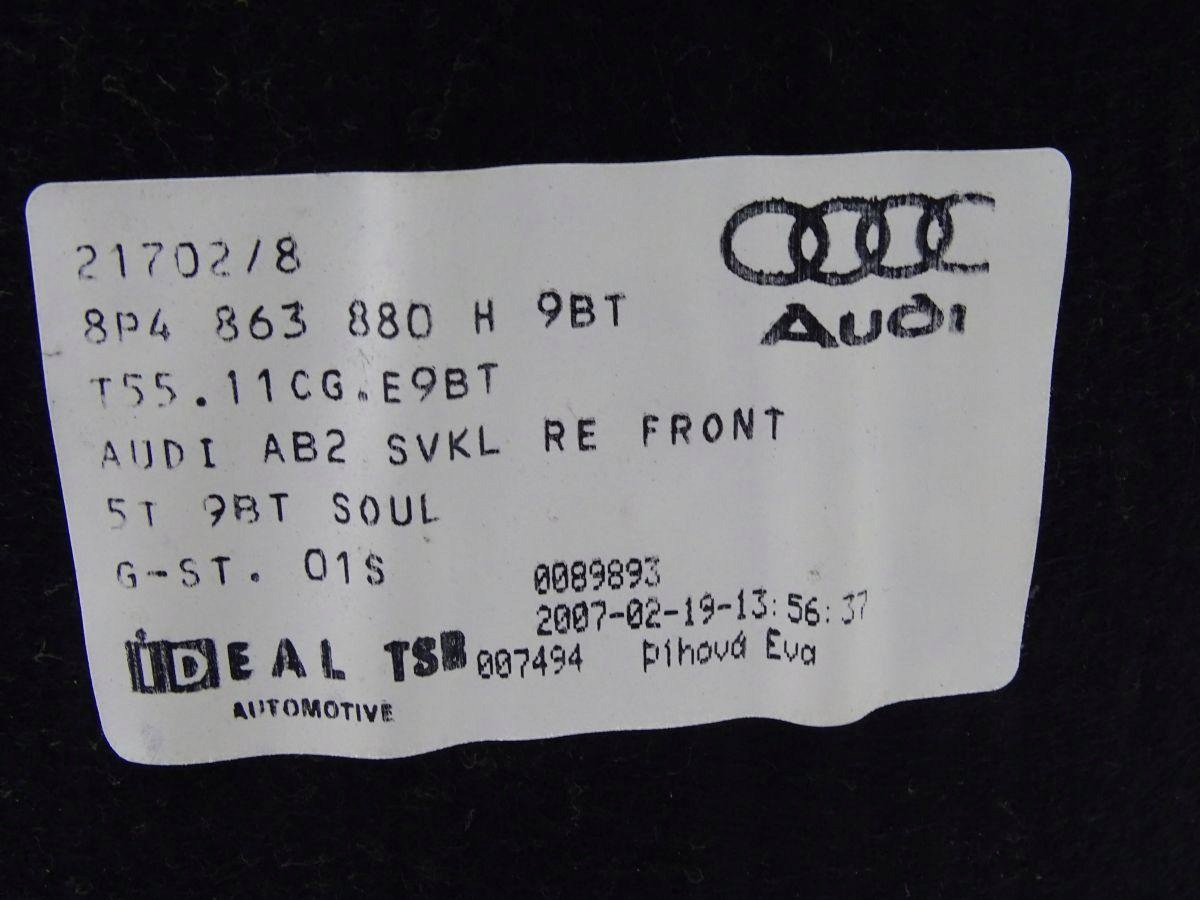 21702/8
8P4 863 880 H 9BT
Audi
T55.11CG.E9BT
AUDI AB2 SVKL RE FRONT
5T 9BT SOUL
G-ST. 01S
0089893
2007-02-19-13:56:37
iDEAL TSB
007494 Píhová Eva
AUTOMOTIVE